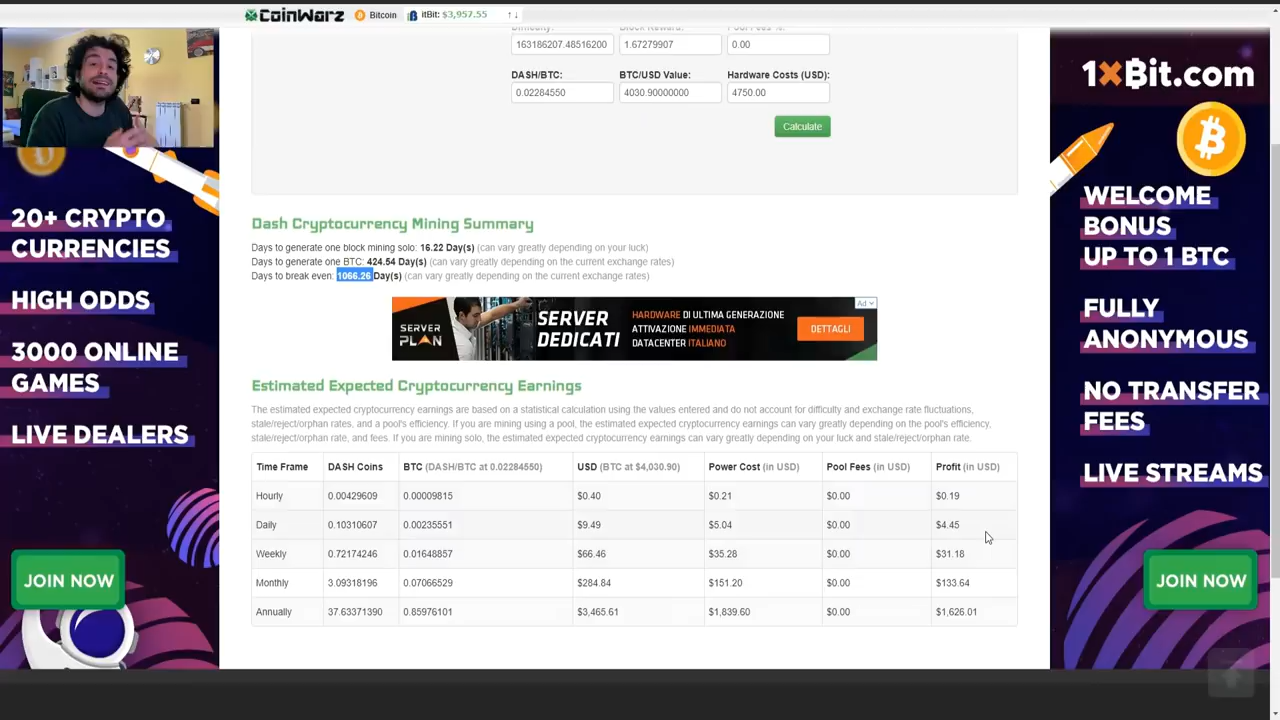 CoinWarz
Bitcoin
itBit: $3,957.55
↑ ↓
Difficulty: Block Reward: Pool Fees %:
163186207.48516200 1.67279907 0.00
DASH/BTC: BTC/USD Value: Hardware Costs (USD):
0.02284550 4030.90000000 4750.00
Calculate
Dash Cryptocurrency Mining Summary
Days to generate one block mining solo: 16.22 Day(s) (can vary greatly depending on your luck)
Days to generate one BTC: 424.54 Day(s) (can vary greatly depending on the current exchange rates)
Days to break even: 1066.26 Day(s) (can vary greatly depending on the current exchange rates)
SERVER
PLAN
SERVER
DEDICATI
HARDWARE DI ULTIMA GENERAZIONE
ATTIVAZIONE IMMEDIATA
DATACENTER ITALIANO
DETTAGLI
Ad
Estimated Expected Cryptocurrency Earnings
The estimated expected cryptocurrency earnings are based on a statistical calculation using the values entered and do not account for difficulty and exchange rate fluctuations,
stale/reject/orphan rates, and a pool's efficiency. If you are mining using a pool, the estimated expected cryptocurrency earnings can vary greatly depending on the pool's efficiency,
stale/reject/orphan rate, and fees. If you are mining solo, the estimated expected cryptocurrency earnings can vary greatly depending on your luck and stale/reject/orphan rate.
Time Frame DASH Coins BTC (DASH/BTC at 0.02284550) USD (BTC at $4,030.90) Power Cost (in USD) Pool Fees (in USD) Profit (in USD)
Hourly 0.00429609 0.00009815 $0.40 $0.21 $0.00 $0.19
Daily 0.10310607 0.00235551 $9.49 $5.04 $0.00 $4.45
Weekly 0.72174246 0.01648857 $66.46 $35.28 $0.00 $31.18
Monthly 3.09318196 0.07066529 $284.84 $151.20 $0.00 $133.64
Annually 37.63371390 0.85976101 $3,465.61 $1,839.60 $0.00 $1,626.01
20+ CRYPTO
CURRENCIES
HIGH ODDS
3000 ONLINE
GAMES
LIVE DEALERS
JOIN NOW
1XBit.com
WELCOME
BONUS
UP TO 1 BTC
FULLY
ANONYMOUS
NO TRANSFER
FEES
LIVE STREAMS
JOIN NOW